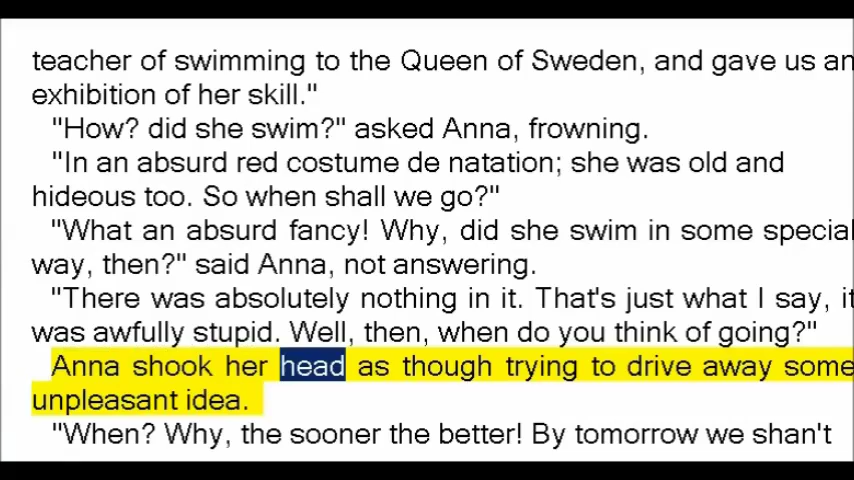 teacher of swimming to the Queen of Sweden, and gave us an
exhibition of her skill."
"How? did she swim?" asked Anna, frowning.
"In an absurd red costume de natation; she was old and
hideous too. So when shall we go?"
"What an absurd fancy! Why, did she swim in some special
way, then?" said Anna, not answering.
"There was absolutely nothing in it. That's just what I say, it
was awfully stupid. Well, then, when do you think of going?"
Anna shook her head as though trying to drive away some
unpleasant idea.
"When? Why, the sooner the better! By tomorrow we shan't